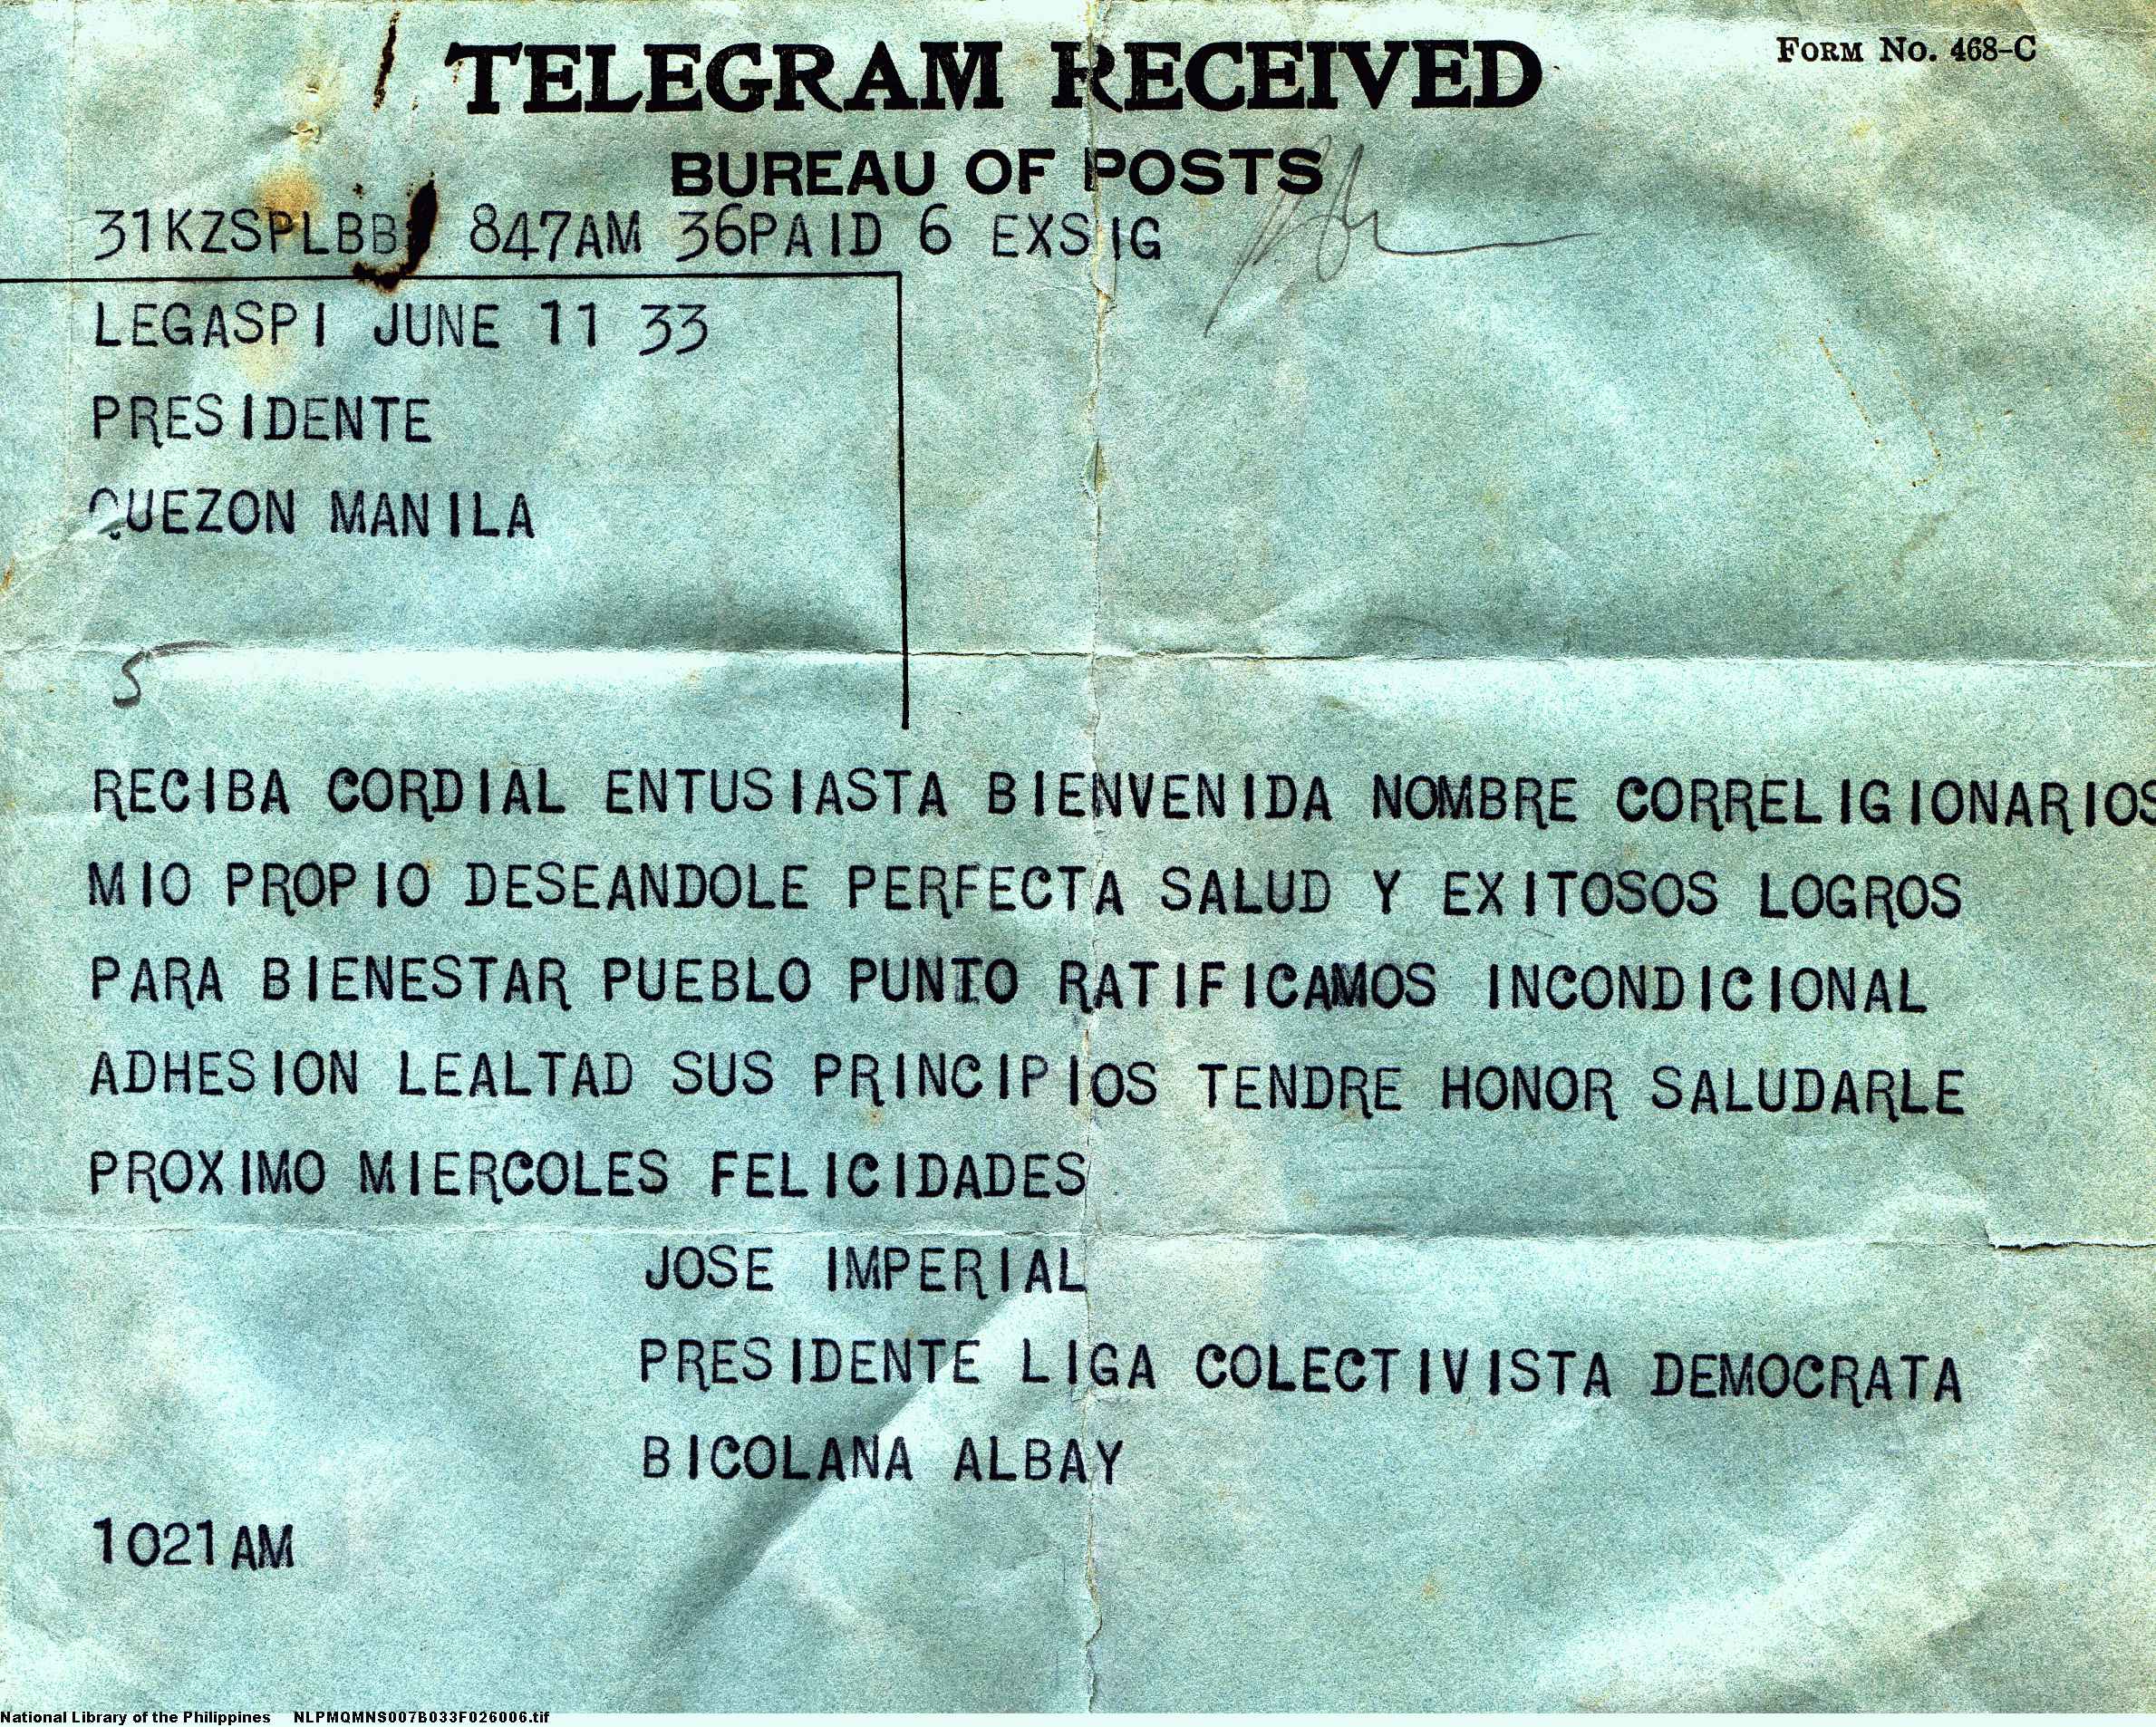 TELEGRAM RECEIVED
FORM NO. 468-C
BUREAU OF POSTS
31KZSPLBB 847AM 36PAID 6 EXSIG
LEGASPI JUNE 11 33
PRESIDENTE
QUEZON MANILA
5
RECIBA CORDIAL ENTUSIASTA BIENVENIDA NOMBRE CORRELIGIONARIOS
MIO PROPIO DESEANDOLE PERFECTA SALUD Y EXITOSOS LOGROS
PARA BIENESTAR PUEBLO PUNTO RATIFICAMOS INCONDICIONAL
ADHESION LEALTAD SUS PRINCIPIOS TENDRE HONOR SALUDARLE
PROXIMO MIERCOLES FELICIDADES
JOSE IMPERIAL
PRESIDENTE LIGA COLECTIVISTA DEMOCRATA
BICOLANA ALBAY
1021AM
National Library of the Philippines NLPMQMNS007B033F026006.tif